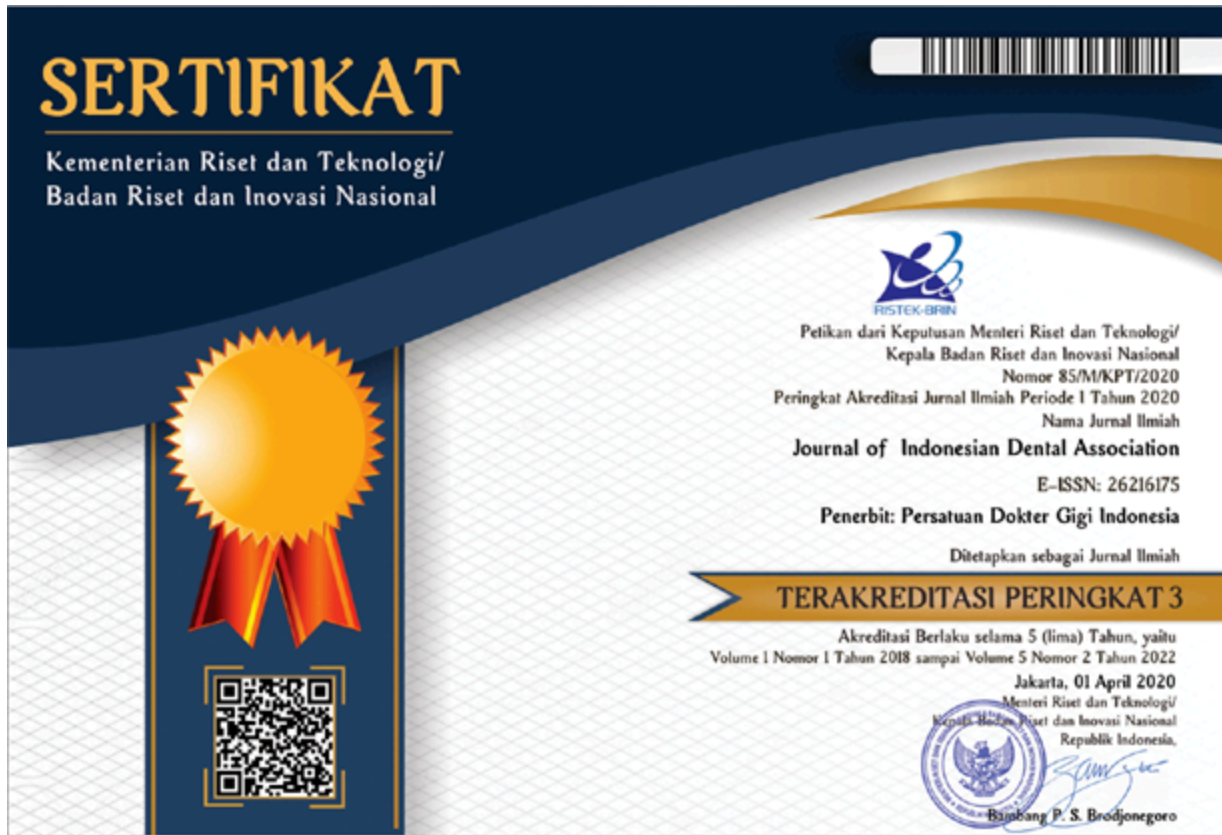 SERTIFIKAT
Kementerian Riset dan Teknologi/
Badan Riset dan Inovasi Nasional
RISTEK-BRIN
Petikan dari Keputusan Menteri Riset dan Teknologi/
Kepala Badan Riset dan Inovasi Nasional
Nomor 85/M/KPT/2020
Peringkat Akreditasi Jurnal Ilmiah Periode I Tahun 2020
Nama Jurnal Ilmiah
Journal of Indonesian Dental Association
E-ISSN: 26216175
Penerbit: Persatuan Dokter Gigi Indonesia
Ditetapkan sebagai Jurnal Ilmiah
TERAKREDITASI PERINGKAT 3
Akreditasi Berlaku selama 5 (lima) Tahun, yaitu
Volume 1 Nomor 1 Tahun 2018 sampai Volume 5 Nomor 2 Tahun 2022
Jakarta, 01 April 2020
Menteri Riset dan Teknologi/
Kepala Badan Riset dan Inovasi Nasional
Republik Indonesia,
Bambang P. S. Brodjonegoro